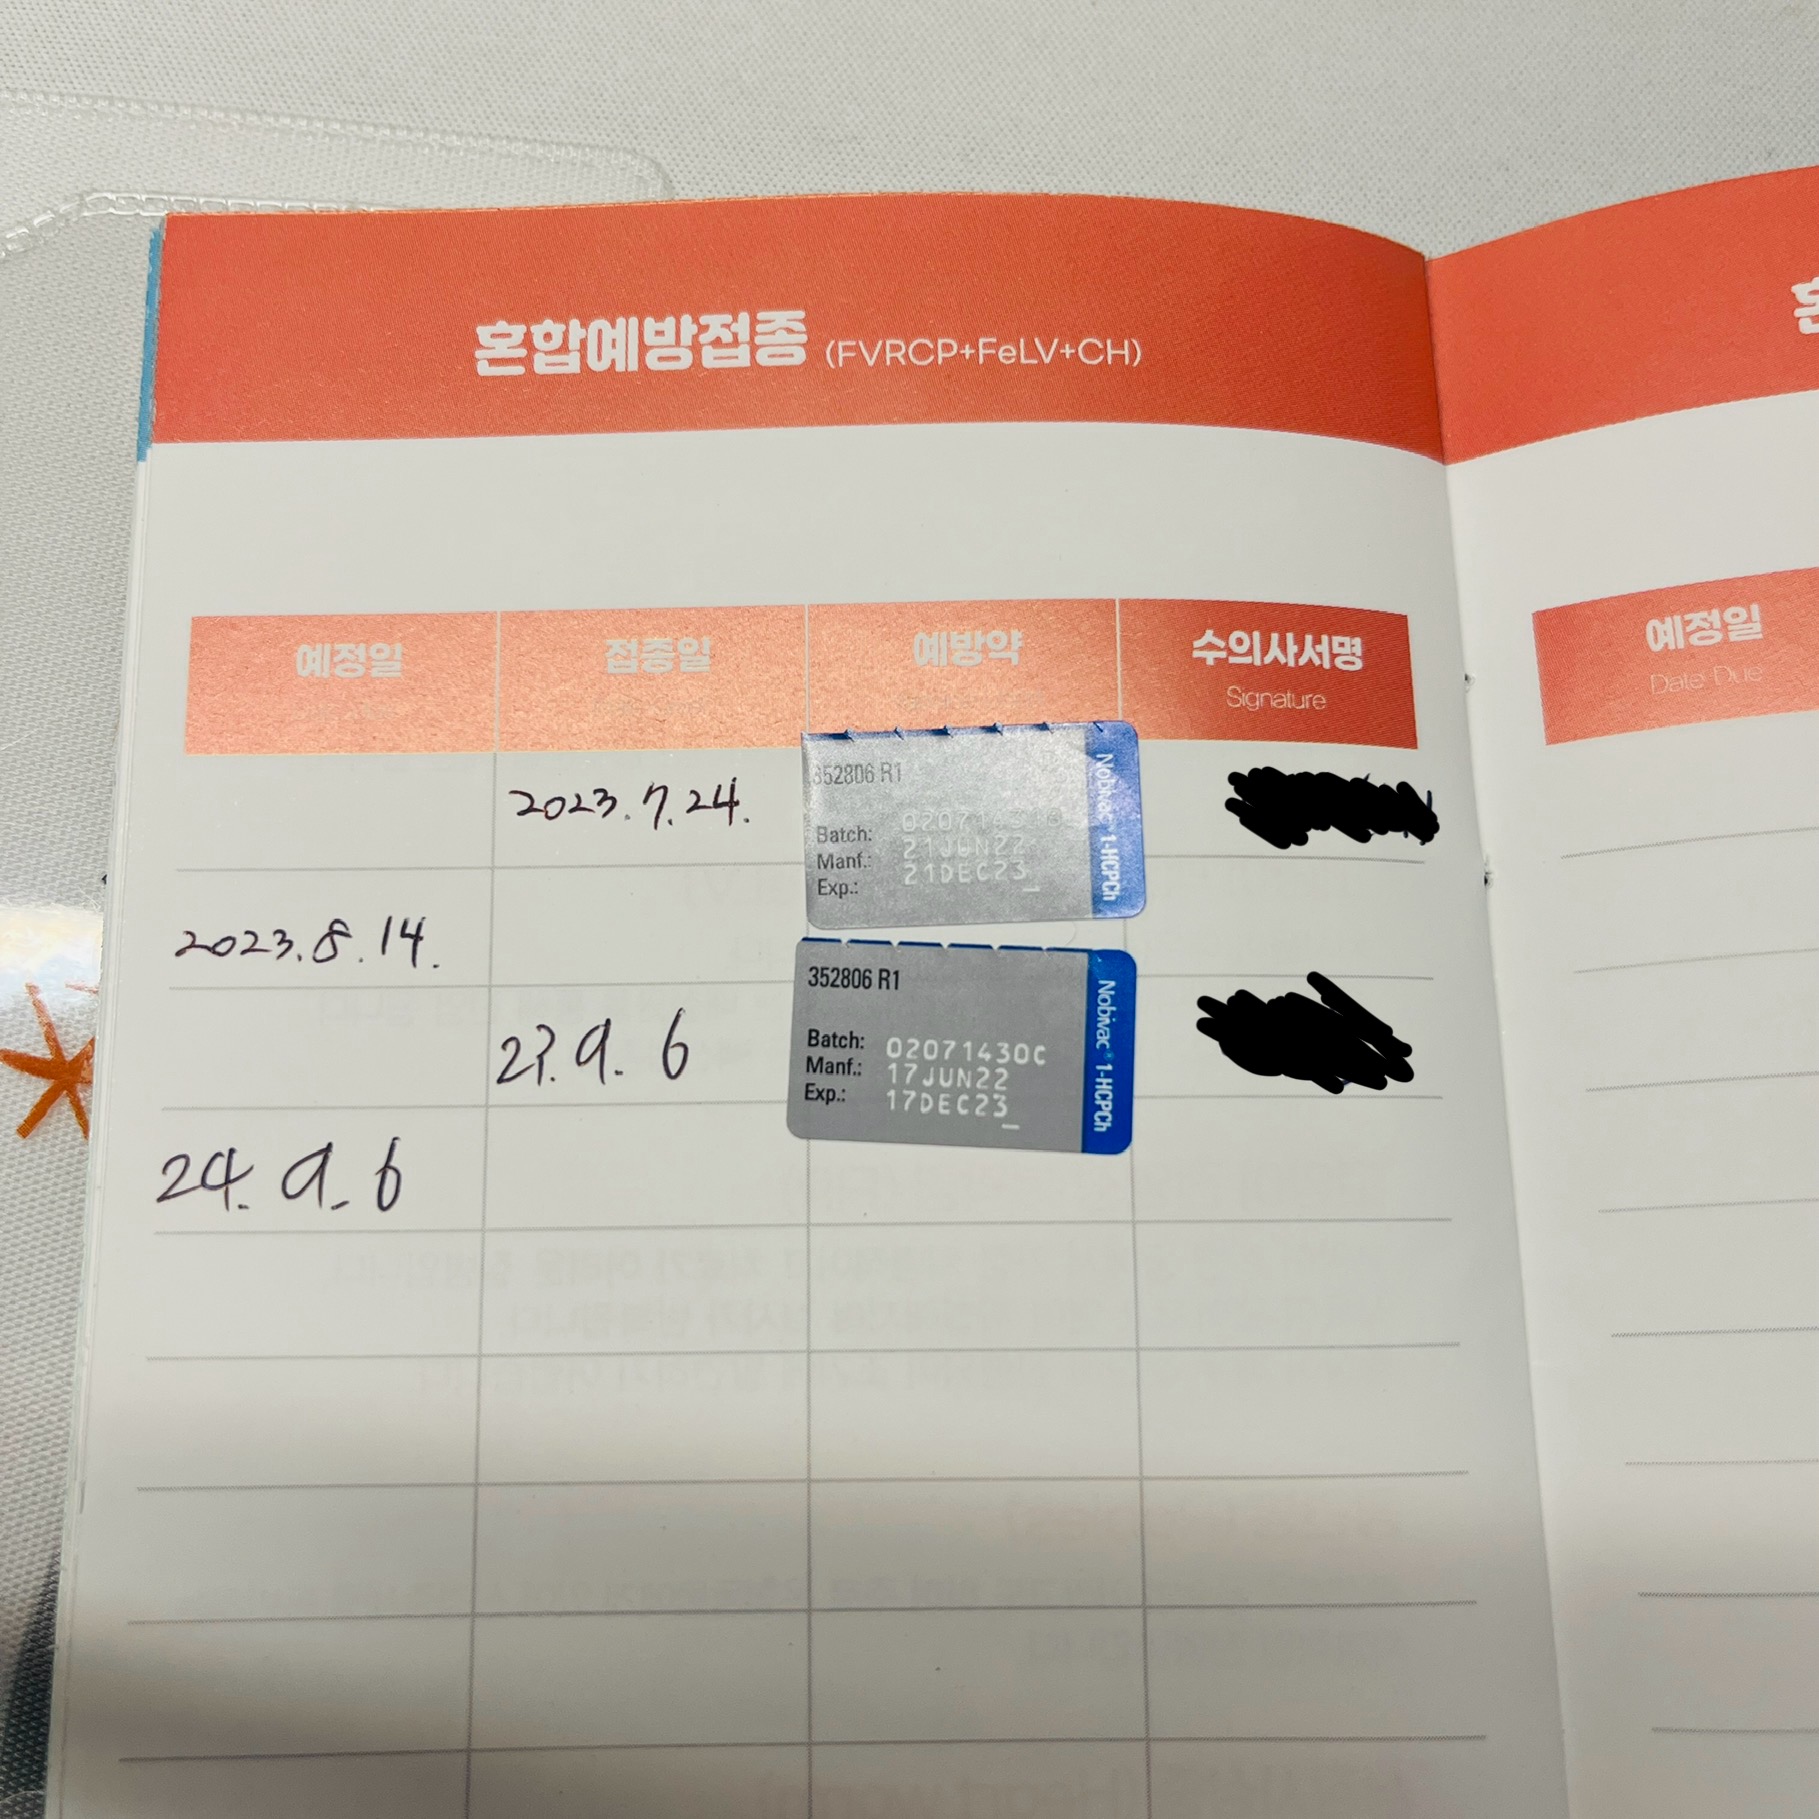 혼합예방접종 (FVRCP+FeLV+CH)
혼
예정일 접종일 예방약 수의사서명
Signature
예정일
Date Due
2023.7.24.
352806 R1
Batch:
Manf.: 21JUN22
Exp.: 21DEC23
Nobivac 1-HCPCh
2023.8.14.
23.9.6
352806 R1
Batch: 02071430C
Manf.: 17JUN22
Exp.: 17DEC23
Nobivac® 1-HCPCh
24.9.6